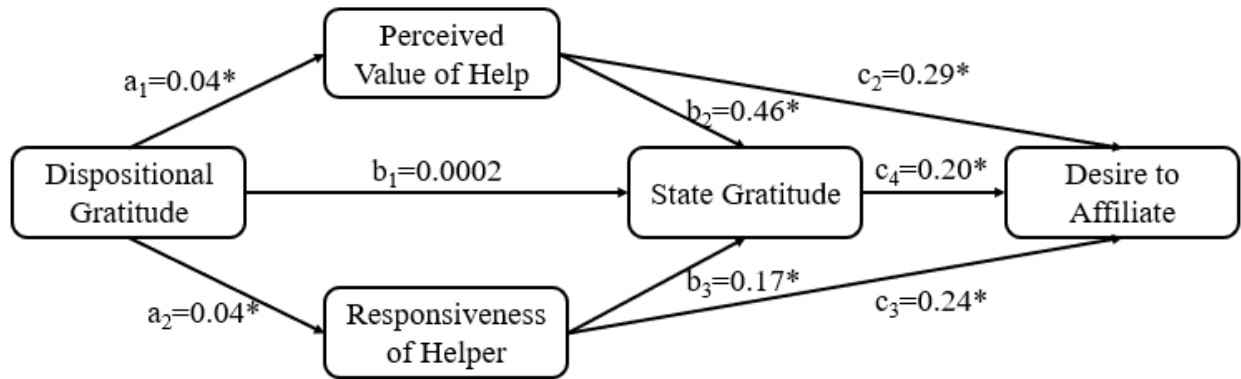 Perceived
Value of Help
a₁=0.04*
c₂=0.29*
b₂=0.46*
Dispositional
Gratitude
b₁=0.0002
State Gratitude
c₄=0.20*
Desire to
Affiliate
a₂=0.04*
b₃=0.17*
c₃=0.24*
Responsiveness
of Helper